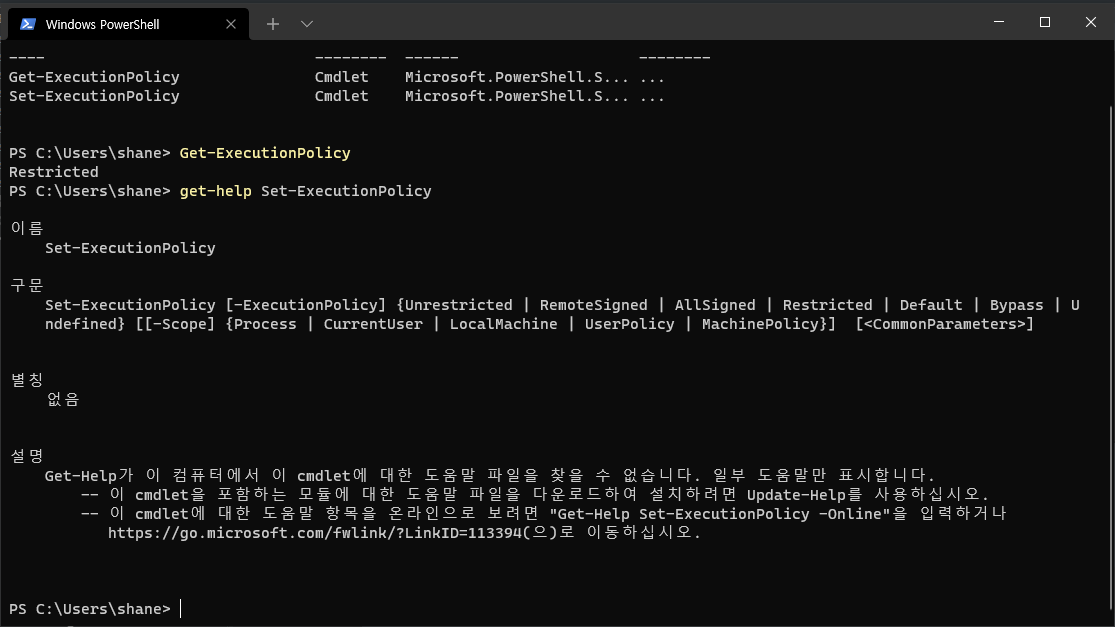 Windows PowerShell
---- -------- ------ --------
Get-ExecutionPolicy Cmdlet Microsoft.PowerShell.S... ...
Set-ExecutionPolicy Cmdlet Microsoft.PowerShell.S... ...
PS C:\Users\shane> Get-ExecutionPolicy
Restricted
PS C:\Users\shane> get-help Set-ExecutionPolicy
이름
Set-ExecutionPolicy
구문
Set-ExecutionPolicy [-ExecutionPolicy] {Unrestricted | RemoteSigned | AllSigned | Restricted | Default | Bypass | U
ndefined} [[-Scope] {Process | CurrentUser | LocalMachine | UserPolicy | MachinePolicy}] [<CommonParameters>]
별칭
없음
설명
Get-Help가 이 컴퓨터에서 이 cmdlet에 대한 도움말 파일을 찾을 수 없습니다. 일부 도움말만 표시합니다.
-- 이 cmdlet을 포함하는 모듈에 대한 도움말 파일을 다운로드하여 설치하려면 Update-Help를 사용하십시오.
-- 이 cmdlet에 대한 도움말 항목을 온라인으로 보려면 "Get-Help Set-ExecutionPolicy -Online"을 입력하거나
https://go.microsoft.com/fwlink/?LinkID=113394(으)로 이동하십시오.
PS C:\Users\shane>